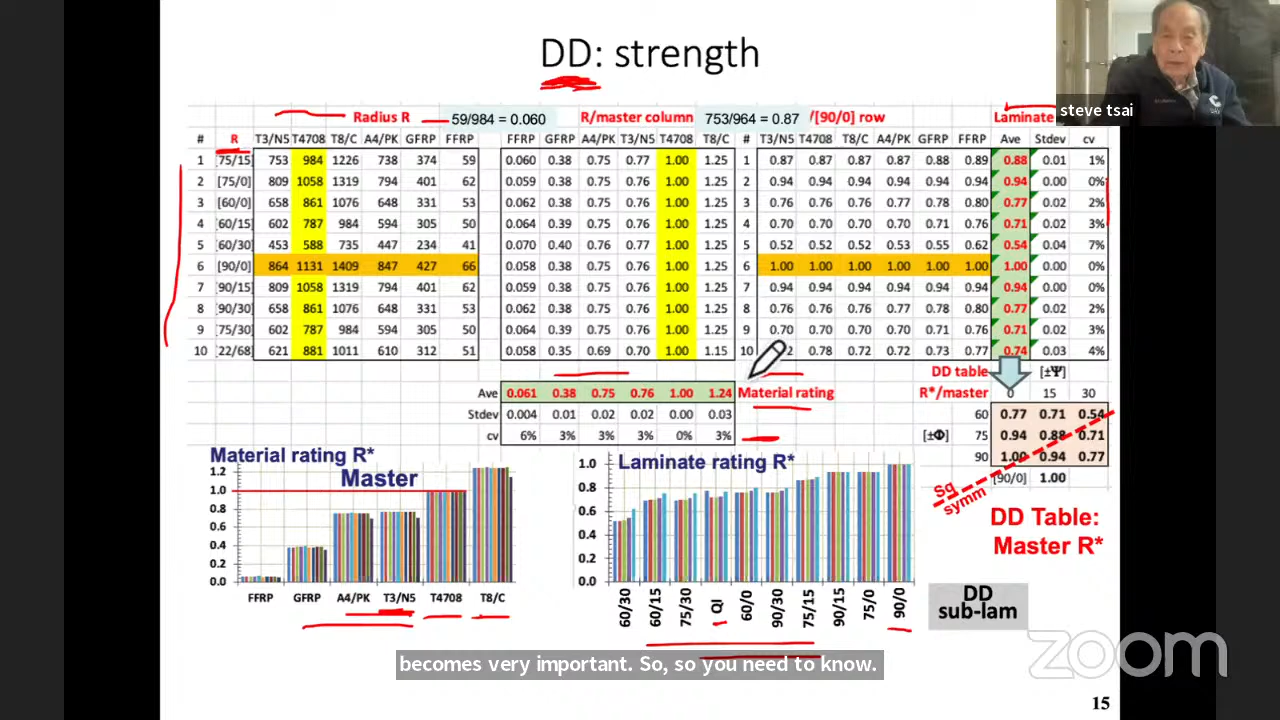 DD: strength
steve tsai
Radius R 59/984 = 0.060 R/master column 753/964 = 0.87 /[90/0] row Laminate
# R T3/N5 T4708 T8/C A4/PK GFRP FFRP FFRP GFRP A4/PK T3/N5 T4708 T8/C # T3/N5 T4708 T8/C A4/PK GFRP FFRP Ave Stdev cv
1 [75/15] 753 984 1226 738 374 59 0.060 0.38 0.75 0.77 1.00 1.25 1 0.87 0.87 0.87 0.87 0.88 0.89 0.88 0.01 1%
2 [75/0] 809 1058 1319 794 401 62 0.059 0.38 0.75 0.76 1.00 1.25 2 0.94 0.94 0.94 0.94 0.94 0.94 0.94 0.00 0%
3 [60/0] 658 861 1076 648 331 53 0.062 0.38 0.75 0.76 1.00 1.25 3 0.76 0.76 0.76 0.77 0.78 0.80 0.77 0.02 2%
4 [60/15] 602 787 984 594 305 50 0.064 0.39 0.75 0.76 1.00 1.25 4 0.70 0.70 0.70 0.70 0.71 0.76 0.71 0.02 3%
5 [60/30] 453 588 735 447 234 41 0.070 0.40 0.76 0.77 1.00 1.25 5 0.52 0.52 0.52 0.53 0.55 0.62 0.54 0.04 7%
6 [90/0] 864 1131 1409 847 427 66 0.058 0.38 0.75 0.76 1.00 1.25 6 1.00 1.00 1.00 1.00 1.00 1.00 1.00 0.00 0%
7 [90/15] 809 1058 1319 794 401 62 0.059 0.38 0.75 0.76 1.00 1.25 7 0.94 0.94 0.94 0.94 0.94 0.94 0.94 0.00 0%
8 [90/30] 658 861 1076 648 331 53 0.062 0.38 0.75 0.76 1.00 1.25 8 0.76 0.76 0.76 0.77 0.78 0.80 0.77 0.02 2%
9 [75/30] 602 787 984 594 305 50 0.064 0.39 0.75 0.76 1.00 1.25 9 0.70 0.70 0.70 0.70 0.71 0.76 0.71 0.02 3%
10 [22/68] 621 881 1011 610 312 51 0.058 0.35 0.69 0.70 1.00 1.15 10 2 0.78 0.72 0.72 0.73 0.77 0.74 0.03 4%
DD table [±Ψ]
Ave 0.061 0.38 0.75 0.76 1.00 1.24 Material rating R*/master 0 15 30
Stdev 0.004 0.01 0.02 0.02 0.00 0.03 60 0.77 0.71 0.54
cv 6% 3% 3% 3% 0% 3% [±Φ] 75 0.94 0.88 0.71
90 1.00 0.94 0.77
[90/0] 1.00
Sq
symm
Material rating R*
Master
1.2
1.0
0.8
0.6
0.4
0.2
0.0
FFRP GFRP A4/PK T3/N5 T4708 T8/C
Laminate rating R*
1.0
0.8
0.6
0.4
0.2
0.0
60/30 60/15 75/30 QI 60/0 90/30 75/15 90/15 75/0 90/0
DD Table:
Master R*
DD
sub-lam
becomes very important. So, so you need to know.
zoom
15